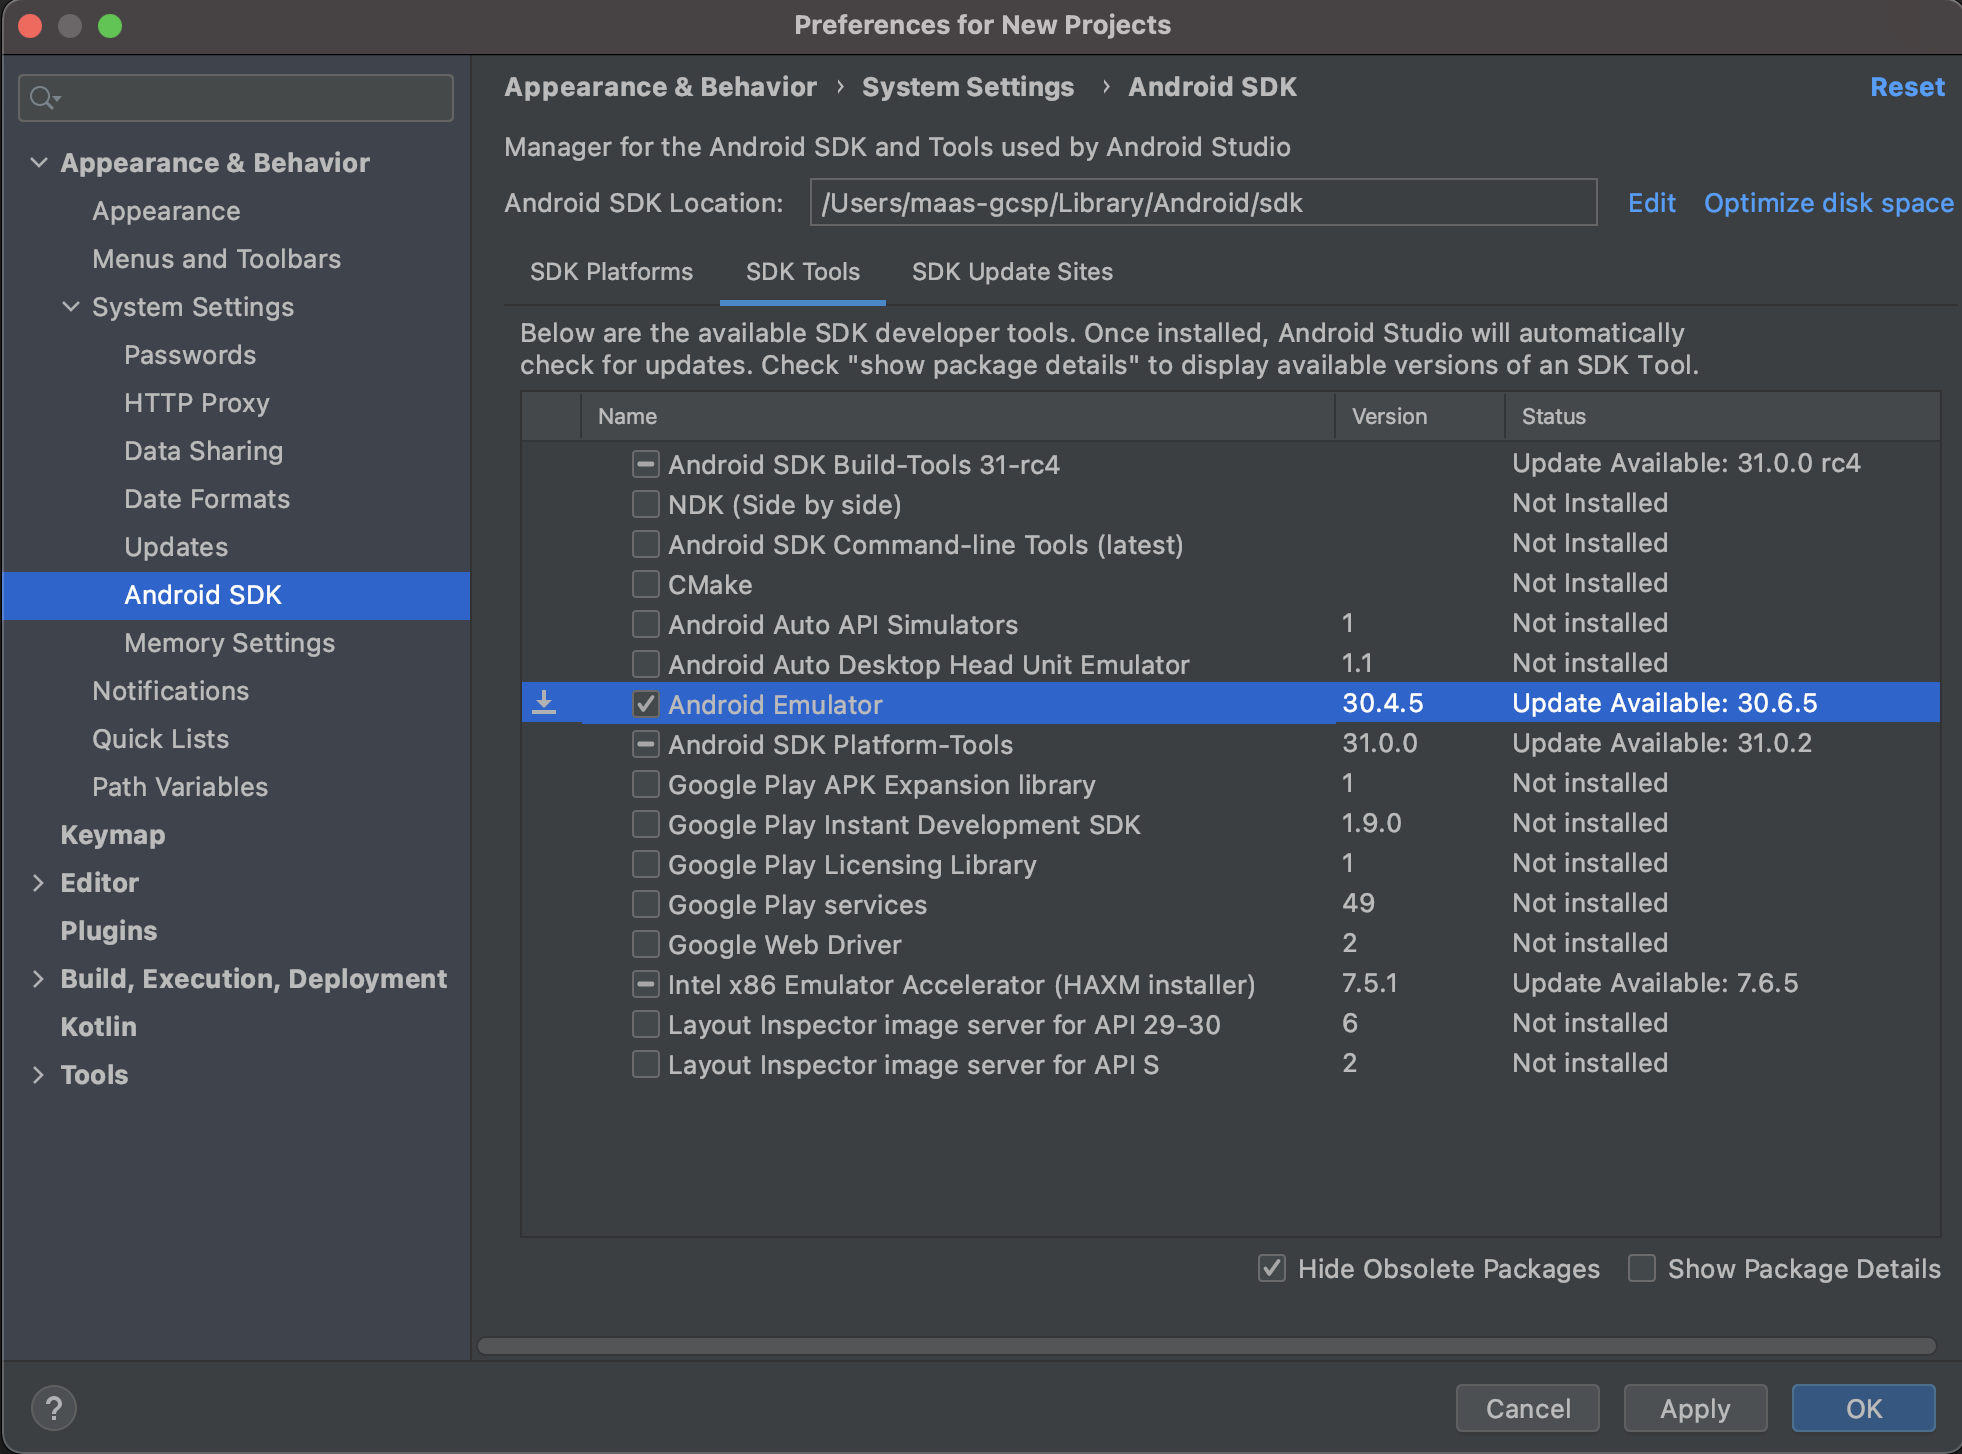 Preferences for New Projects
Appearance & Behavior
Appearance
Menus and Toolbars
System Settings
Passwords
HTTP Proxy
Data Sharing
Date Formats
Updates
Android SDK
Memory Settings
Notifications
Quick Lists
Path Variables
Keymap
Editor
Plugins
Build, Execution, Deployment
Kotlin
Tools
Appearance & Behavior › System Settings › Android SDK Reset
Manager for the Android SDK and Tools used by Android Studio
Android SDK Location: /Users/maas-gcsp/Library/Android/sdk Edit Optimize disk space
SDK Platforms SDK Tools SDK Update Sites
Below are the available SDK developer tools. Once installed, Android Studio will automatically
check for updates. Check "show package details" to display available versions of an SDK Tool.
Name Version Status
Android SDK Build-Tools 31-rc4 Update Available: 31.0.0 rc4
NDK (Side by side) Not Installed
Android SDK Command-line Tools (latest) Not Installed
CMake Not Installed
Android Auto API Simulators 1 Not installed
Android Auto Desktop Head Unit Emulator 1.1 Not installed
Android Emulator 30.4.5 Update Available: 30.6.5
Android SDK Platform-Tools 31.0.0 Update Available: 31.0.2
Google Play APK Expansion library 1 Not installed
Google Play Instant Development SDK 1.9.0 Not installed
Google Play Licensing Library 1 Not installed
Google Play services 49 Not installed
Google Web Driver 2 Not installed
Intel x86 Emulator Accelerator (HAXM installer) 7.5.1 Update Available: 7.6.5
Layout Inspector image server for API 29-30 6 Not installed
Layout Inspector image server for API S 2 Not installed
Hide Obsolete Packages Show Package Details
? Cancel Apply OK